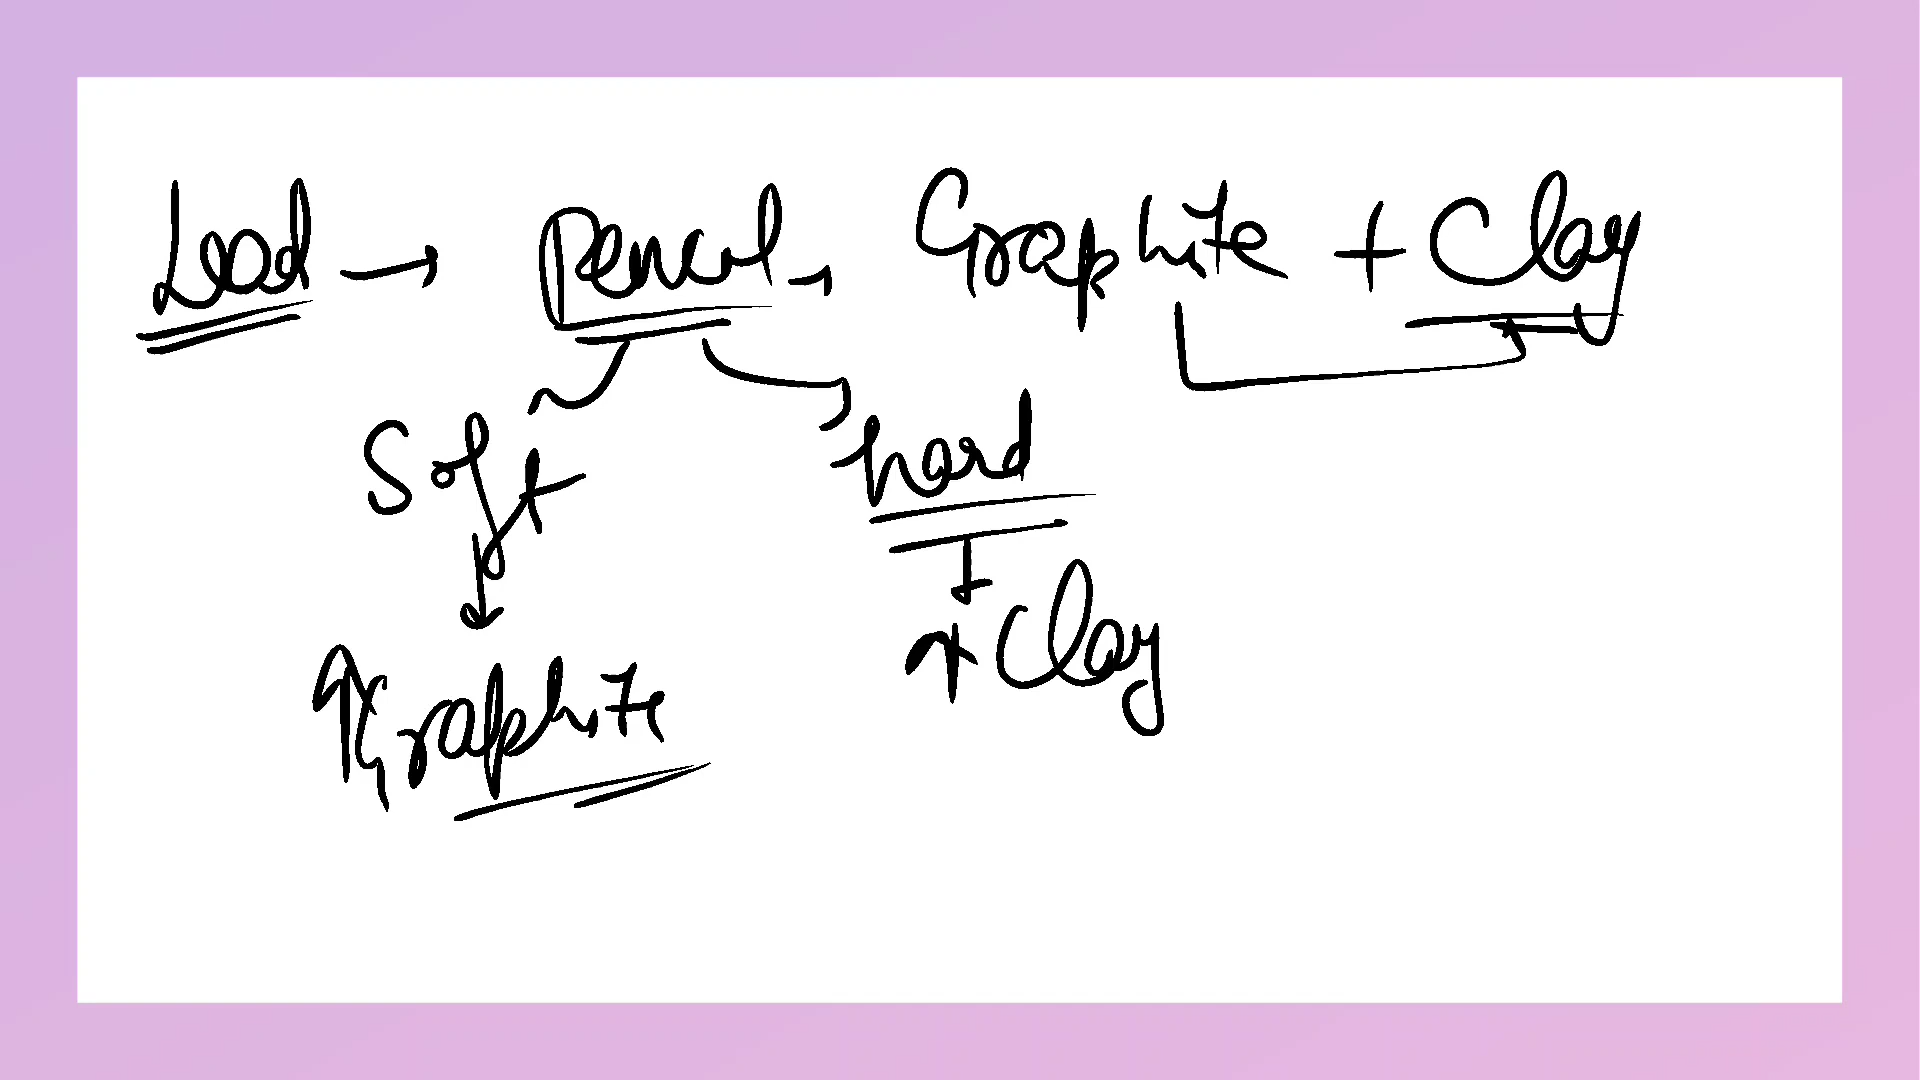 Lead → Pencil → Graphite + Clay
Soft hard
↑ Graphite ↑ Clay